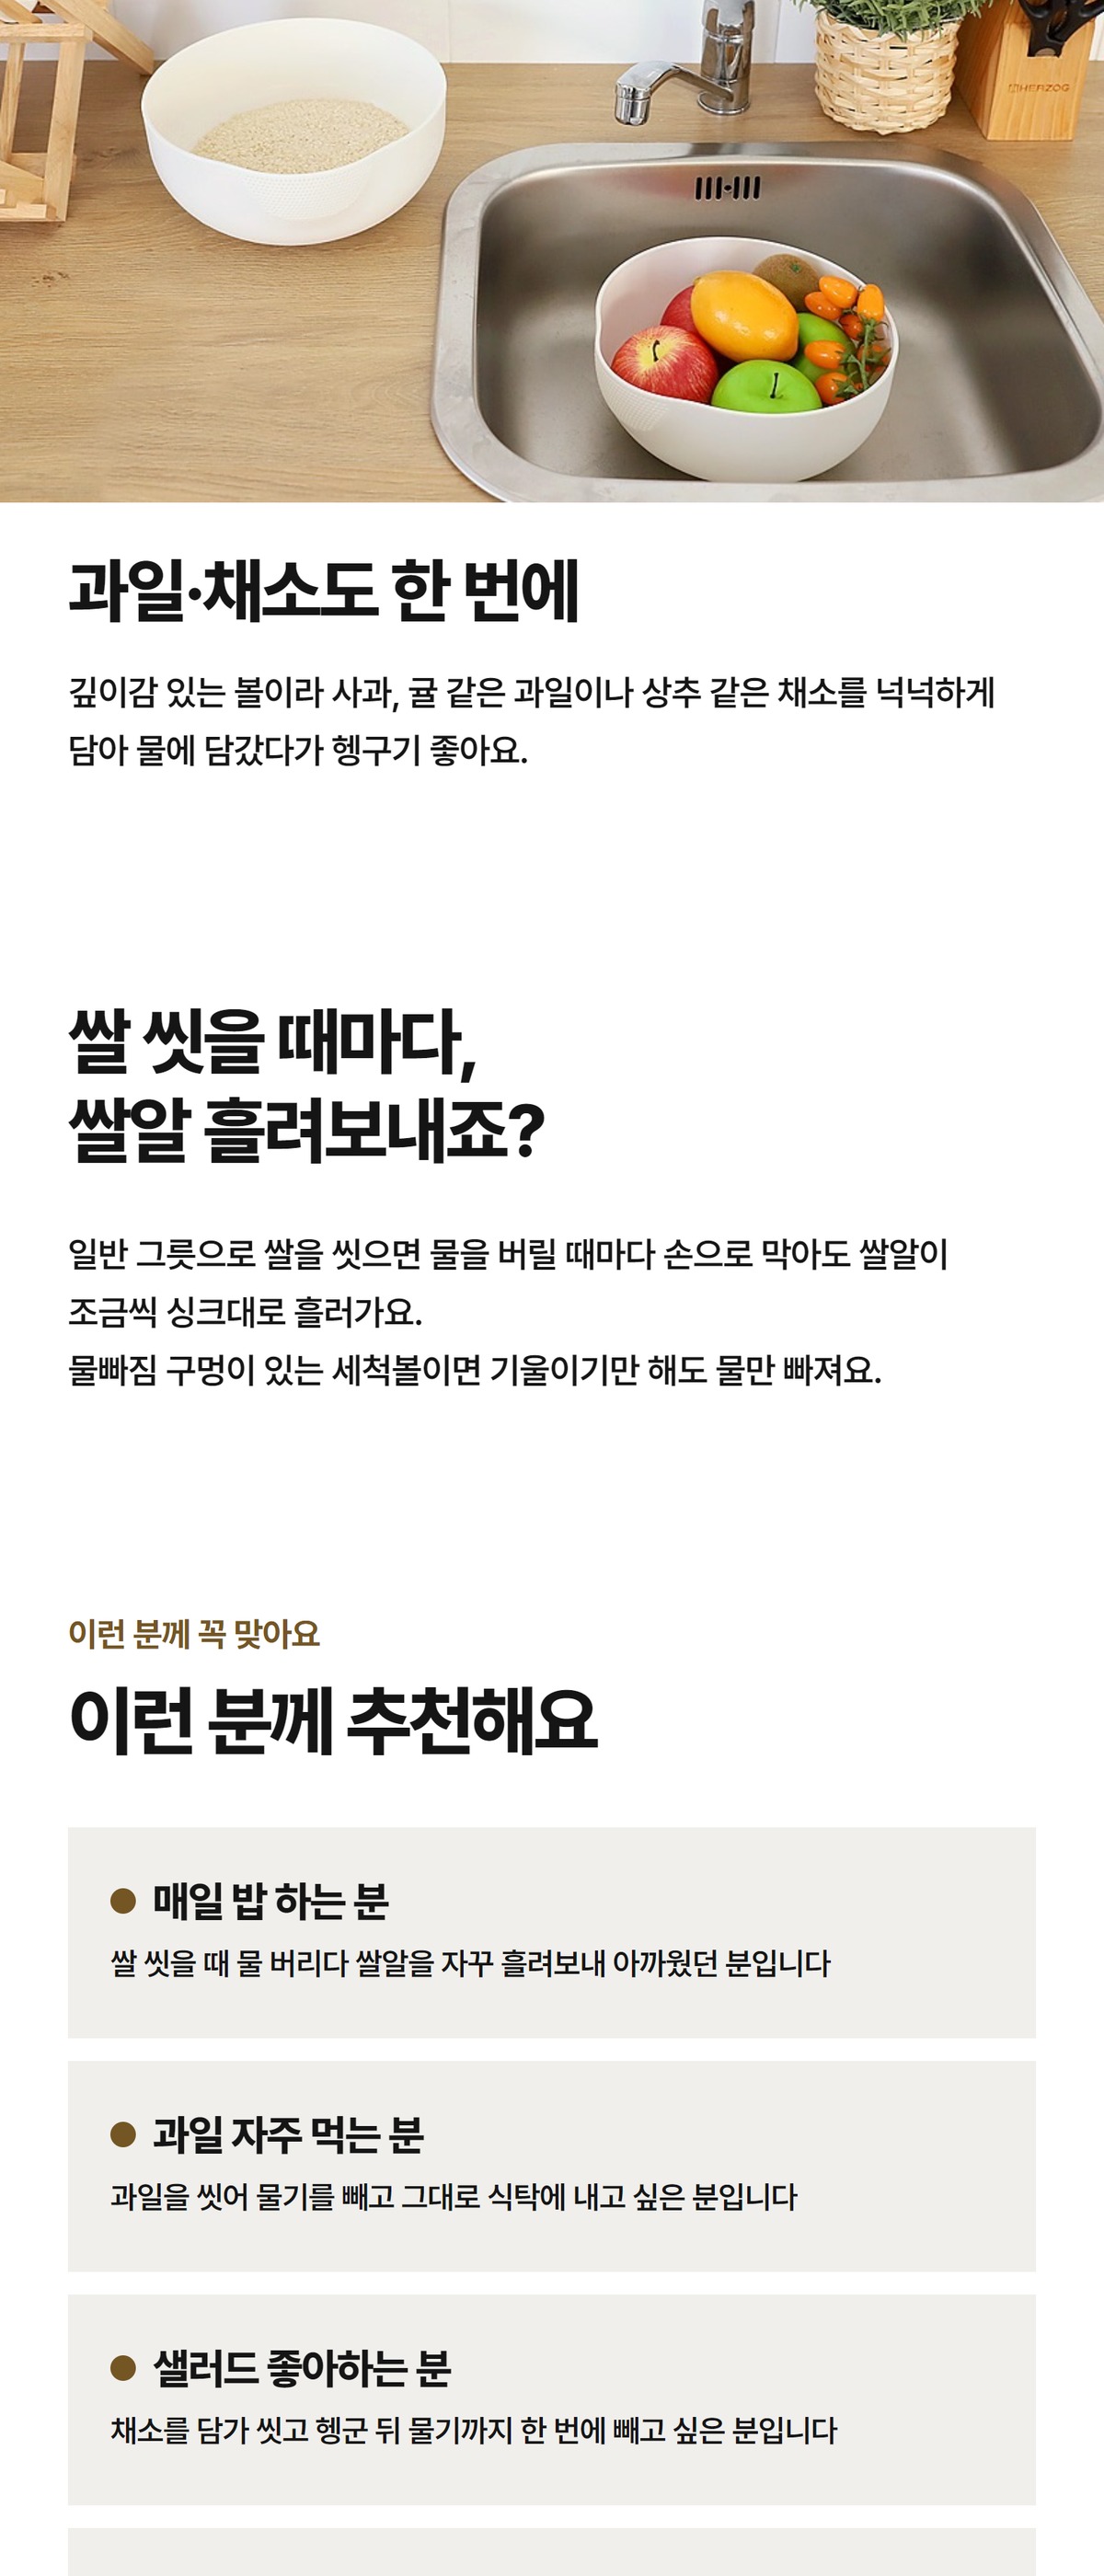 HERZOG
과일·채소도 한 번에
깊이감 있는 볼이라 사과, 귤 같은 과일이나 상추 같은 채소를 넉넉하게
담아 물에 담갔다가 헹구기 좋아요.
쌀 씻을 때마다,
쌀알 흘려보내죠?
일반 그릇으로 쌀을 씻으면 물을 버릴 때마다 손으로 막아도 쌀알이
조금씩 싱크대로 흘러가요.
물빠짐 구멍이 있는 세척볼이면 기울이기만 해도 물만 빠져요.
이런 분께 꼭 맞아요
이런 분께 추천해요
매일 밥 하는 분
쌀 씻을 때 물 버리다 쌀알을 자꾸 흘려보내 아까웠던 분입니다
과일 자주 먹는 분
과일을 씻어 물기를 빼고 그대로 식탁에 내고 싶은 분입니다
샐러드 좋아하는 분
채소를 담가 씻고 헹군 뒤 물기까지 한 번에 빼고 싶은 분입니다